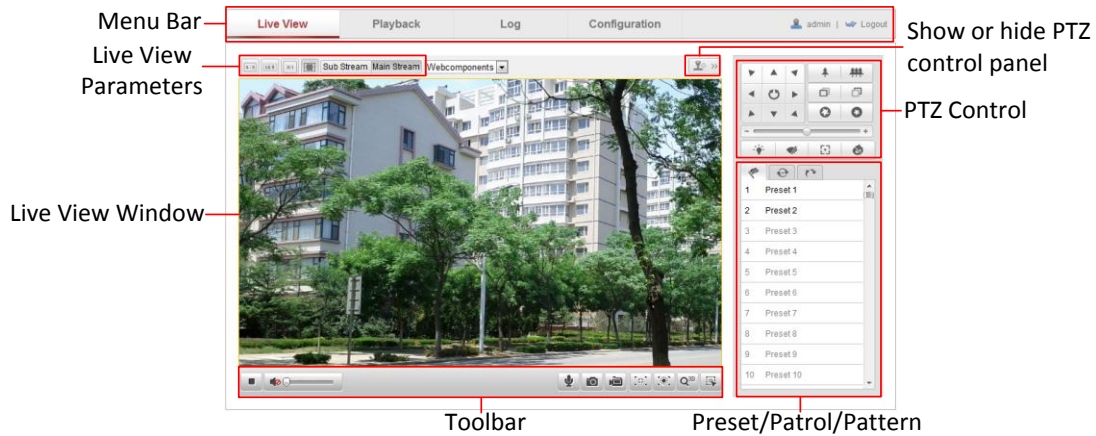 Menu Bar
Live View Playback Log Configuration admin | Logout
Live View
Parameters
Sub Stream Main Stream Webcomponents
Show or hide PTZ
control panel
PTZ Control
- +
Live View Window
1 Preset 1
2 Preset 2
3 Preset 3
4 Preset 4
5 Preset 5
6 Preset 6
7 Preset 7
8 Preset 8
9 Preset 9
10 Preset 10
Toolbar
Preset/Patrol/Pattern